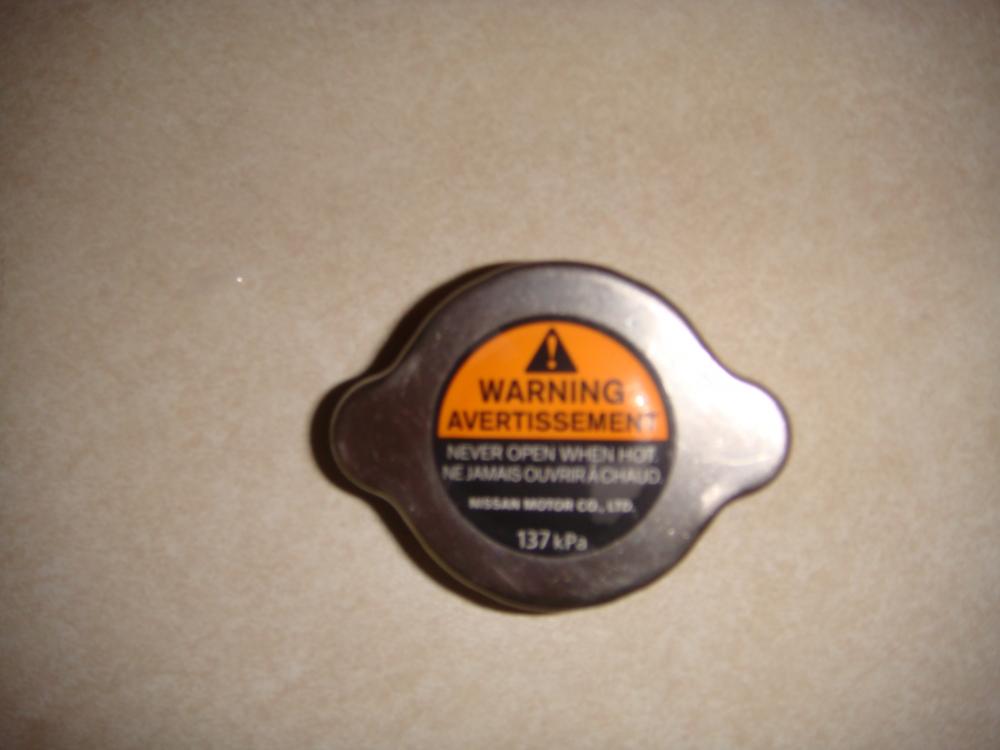 WARNING
AVERTISSEMENT
NEVER OPEN WHEN HOT.
NE JAMAIS OUVRIR À CHAUD.
NISSAN MOTOR CO., LTD.
137 kPa